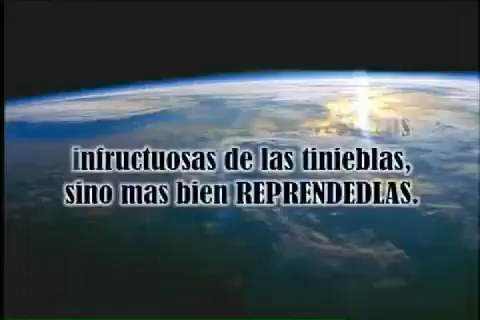 infructuosas de las tinieblas,
sino mas bien REPRENDEDLAS.